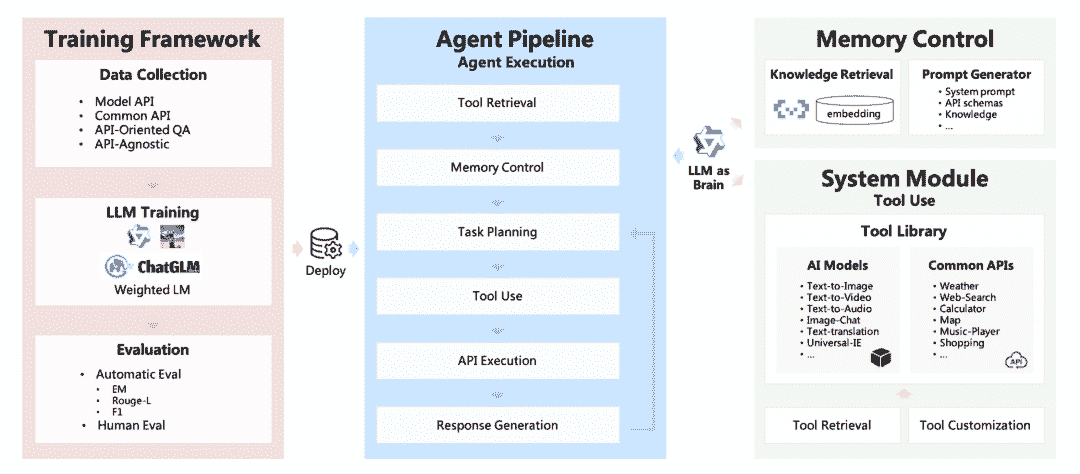 Training Framework
Data Collection
• Model API
• Common API
• API-Oriented QA
• API-Agnostic
LLM Training
ChatGLM
Weighted LM
Evaluation
• Automatic Eval
• EM
• Rouge-L
• F1
• Human Eval
Deploy
Agent Pipeline
Agent Execution
Tool Retrieval
Memory Control
Task Planning
Tool Use
API Execution
Response Generation
LLM as
Brain
Memory Control
Knowledge Retrieval
embedding
Prompt Generator
• System prompt
• API schemas
• Knowledge
• ...
System Module
Tool Use
Tool Library
AI Models
• Text-to-Image
• Text-to-Video
• Text-to-Audio
• Image-Chat
• Text-translation
• Universal-IE
• ...
Common APIs
• Weather
• Web-Search
• Calculator
• Map
• Music-Player
• Shopping
• ...
API
Tool Retrieval
Tool Customization